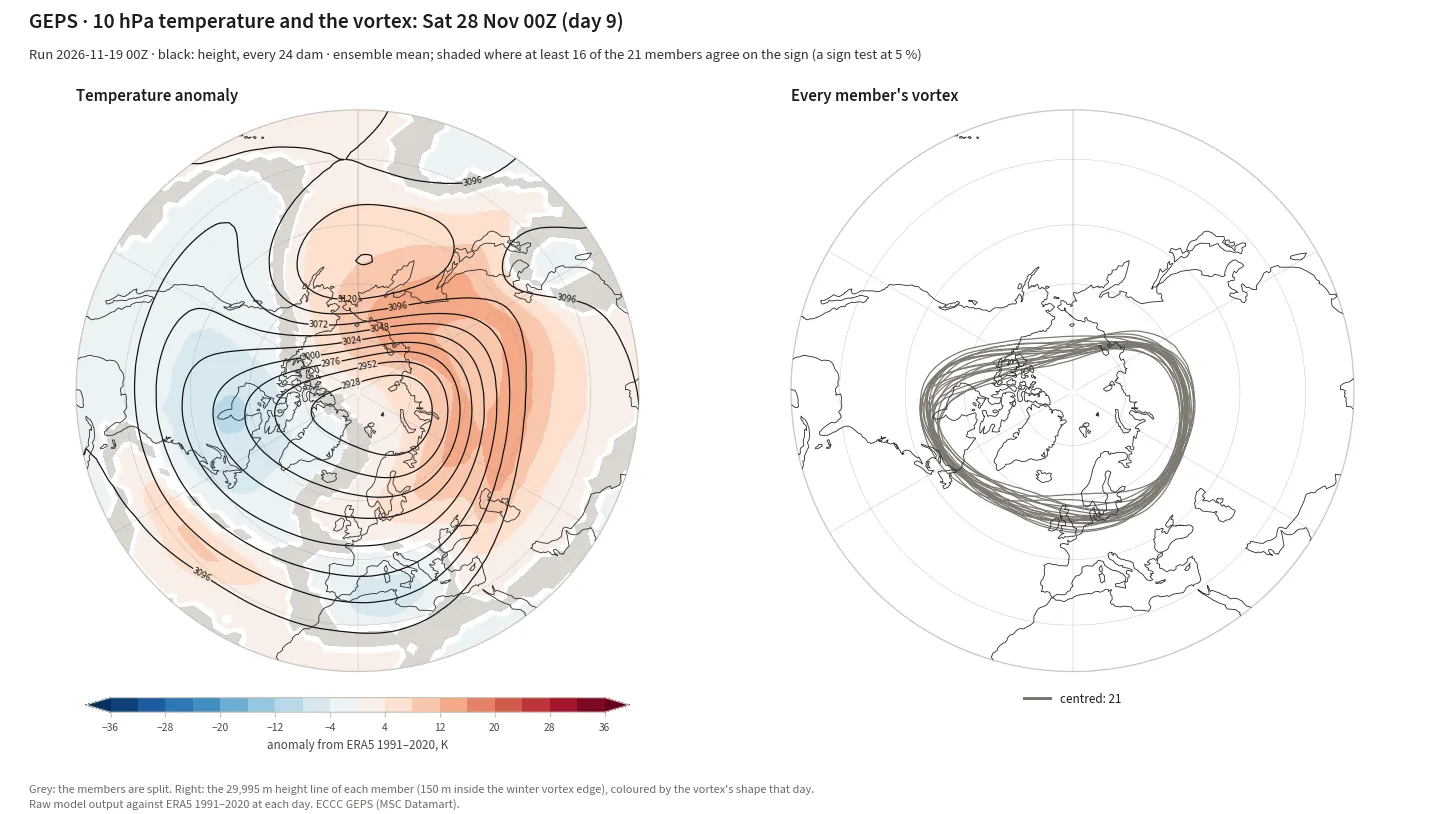 GEPS · 10 hPa temperature and the vortex: Sat 28 Nov 00Z (day 9)
Run 2026-11-19 00Z · black: height, every 24 dam · ensemble mean; shaded where at least 16 of the 21 members agree on the sign (a sign test at 5 %)
Temperature anomaly
Every member's vortex
3096
3120
3096
3096
3072
3048
3024
3000
2976
2952
2928
3096
−36
−28
−20
−12
−4
4
12
20
28
36
anomaly from ERA5 1991–2020, K
centred: 21
Grey: the members are split. Right: the 29,995 m height line of each member (150 m inside the winter vortex edge), coloured by the vortex's shape that day.
Raw model output against ERA5 1991–2020 at each day. ECCC GEPS (MSC Datamart).